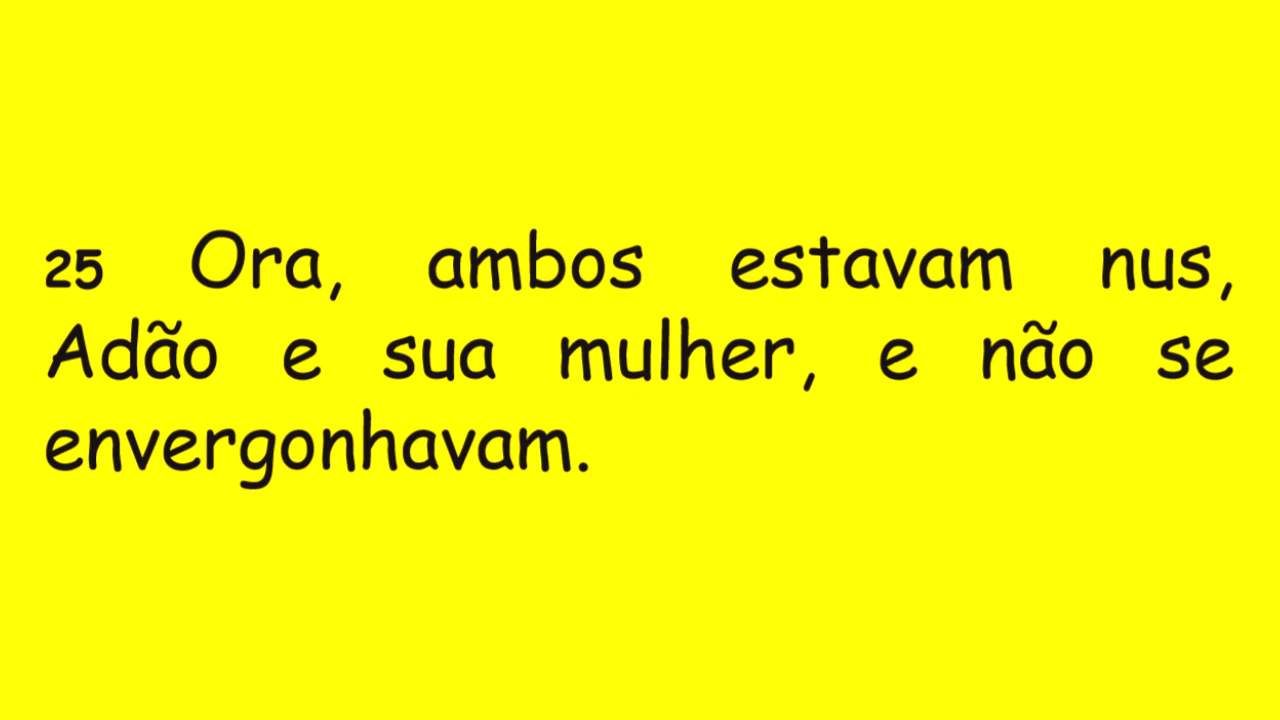 25 Ora, ambos estavam nus,
Adão e sua mulher, e não se
envergonhavam.